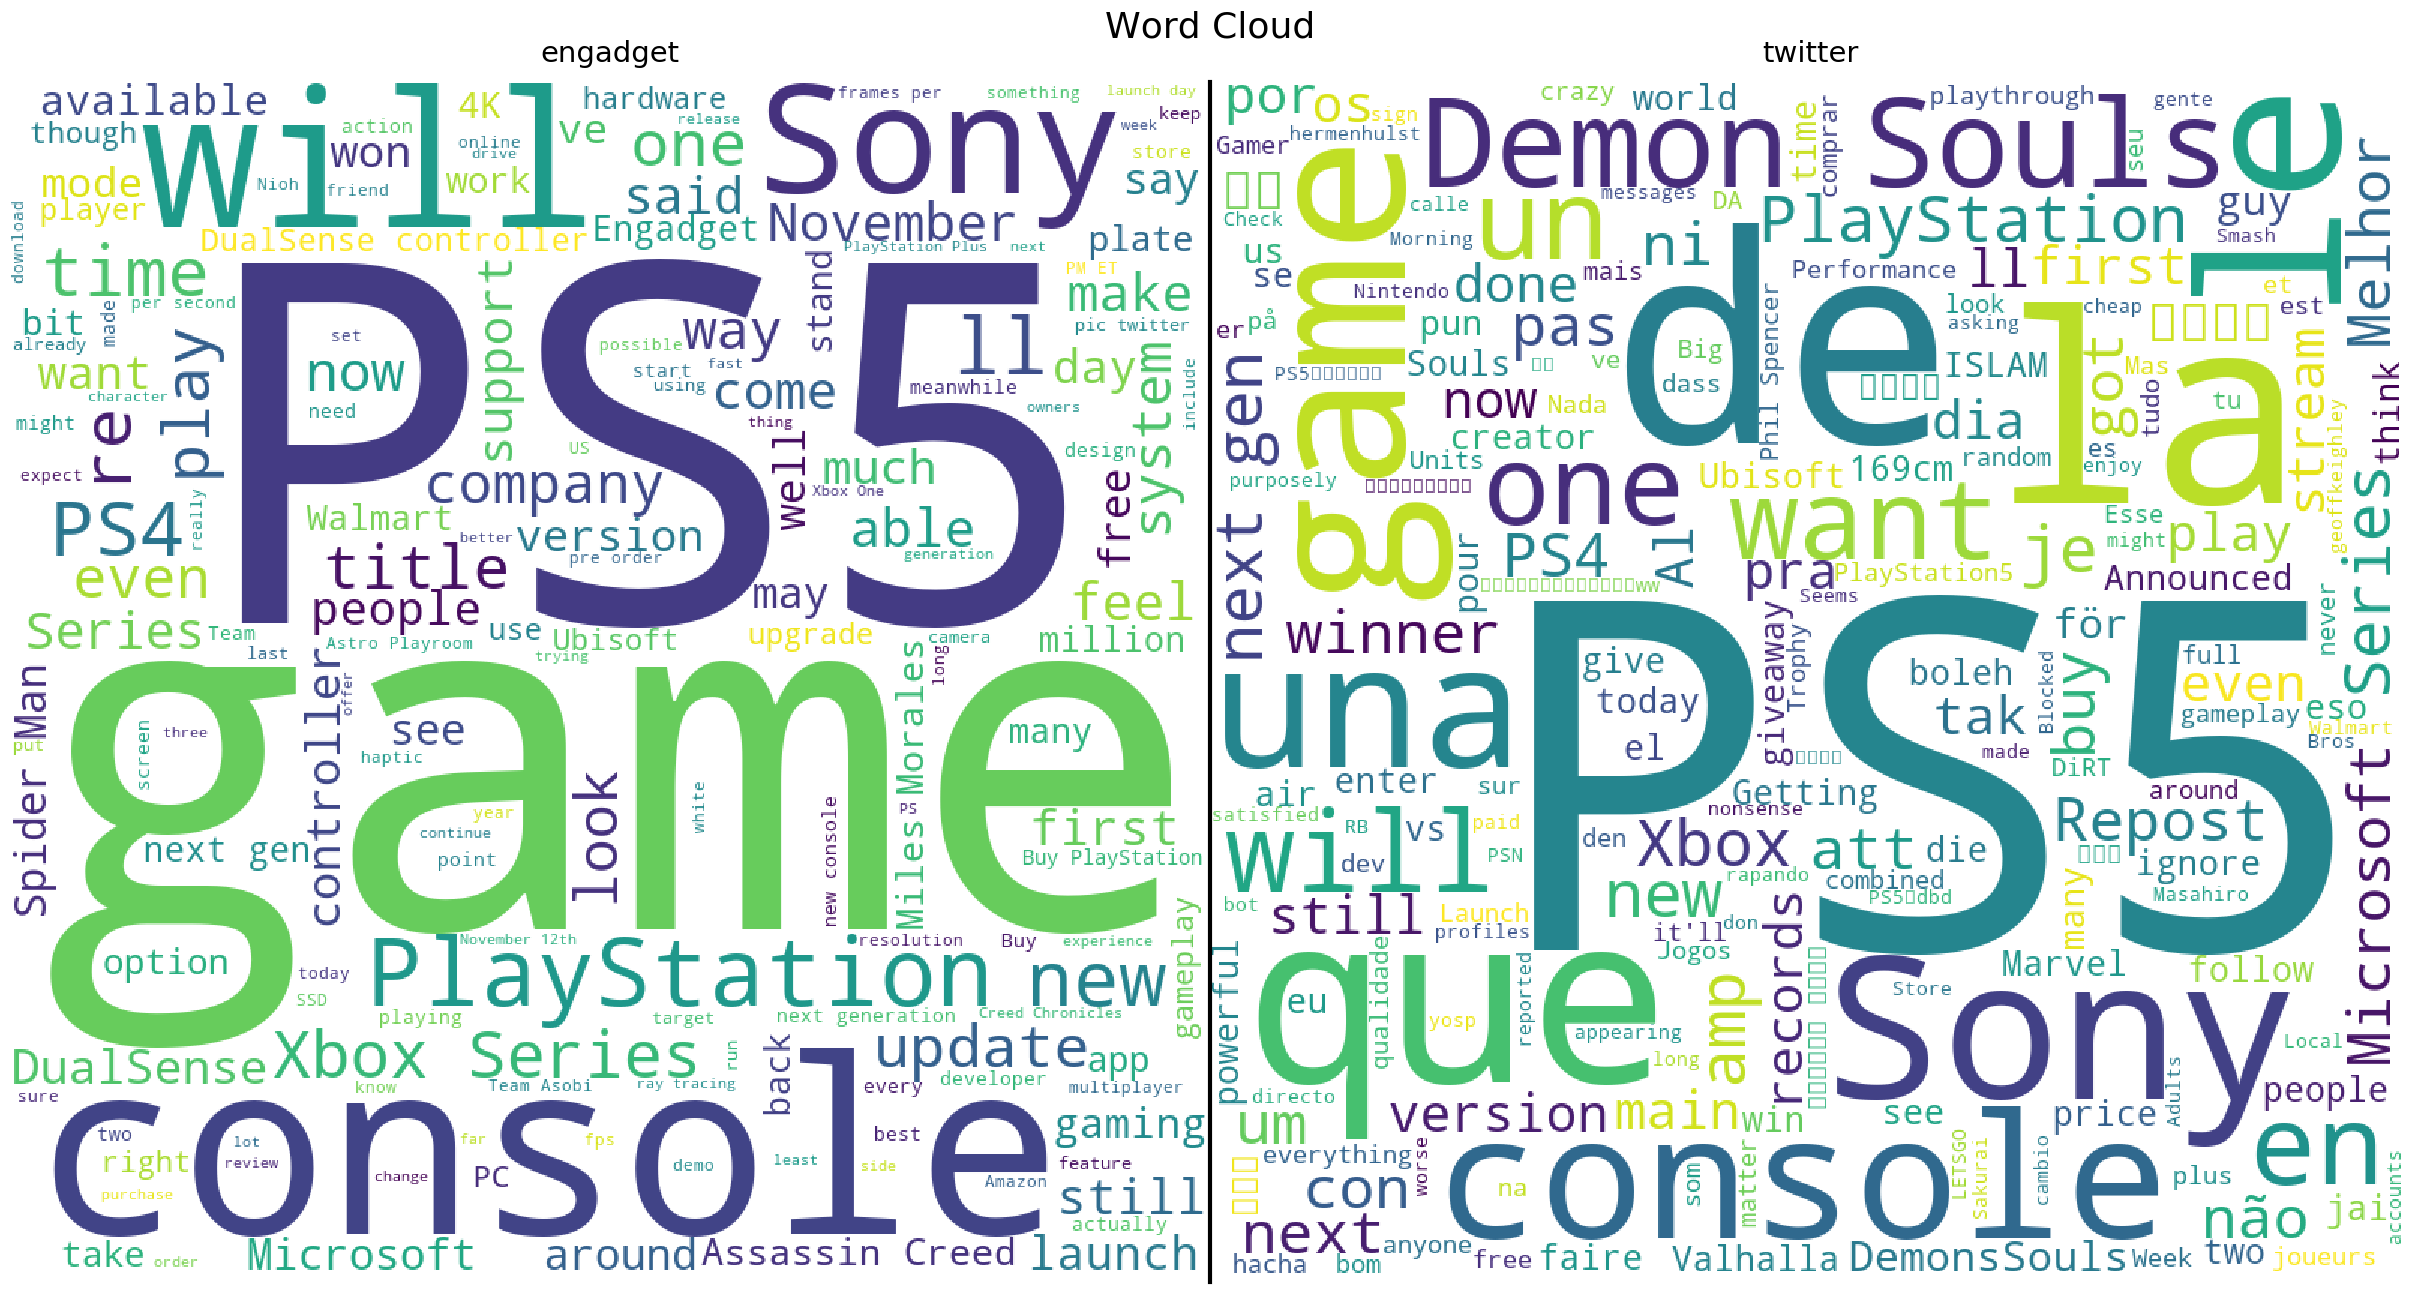 Word Cloud
engadget
twitter
available
though
will
action
4K
online
drive
hardware
release
ve
won
one
Sony
frames per
something
launch day
week
keep
store
say
mode
player
Nioh
friend
work
said
November
Engadget
DualSense controller
PlayStation Plus
next
plate
download
time
per second
bit
made
already
want
character
might
expect
re
play
support
PS5
set
now
need
possible
start
using
way
fast
come
stand
ll
meanwhile
thing
PM ET
make
pic twitter
day
system
include
owners
design
US
company
well
much
Xbox One
able
generation
free
PS4
really
Walmart
version
better
pre order
title
even
people
may
feel
Series
Team
last
Astro Playroom
use
Ubisoft
trying
upgrade
camera
million
long
Spider Man
put
screen
three
game
controller
offer
see
haptic
look
white
Miles Morales
many
year
continue
point
new console
PS
first
Buy PlayStation
next gen
option
today
SSD
November 12th
PlayStation
resolution
Buy
experience
new
gameplay
playing
target
next generation
Creed Chronicles
DualSense
Xbox Series
run
back
update
app
sure
know
Team Asobi
ray tracing
every
developer
multiplayer
console
two
lot
review
right
purchase
change
PC
far
fps
demo
least
side
best
feature
Amazon
gaming
still
actually
take
order
Microsoft
around
Assassin Creed
launch
por
os
sign
hermenhulst
Gamer
Check
us
se
Demon Souls
crazy
world
time
comprar
playthrough
gente
seu
le
Melhor
game
calle
Morning
un
messages
DA
ni
PlayStation
guy
Smash
mais
Nintendo
done
Performance
ll
first
et
est
er
på
pun
pas
de
look
asking
cheap
la
next gen
Souls
ve
Big
dass
Phil Spencer
ISLAM
got
Mas
tudo
tu
stream
geoffkeighley
think
now
Nada
creator
dia
es
enjoy
Units
purposely
one
Ubisoft
169cm
random
want
Esse
might
play
Series
PS4
Al
pour
pra
PlayStation5
Seems
je
Announced
never
winner
PS5
give
today
el
giveaway
Trophy
boleh
tak
Blocked
made
buy
för
full
even
gameplay
eso
Walmart
Bros
DiRT
una
air
enter
sur
satisfied
RB
vs
paid
will
dev
PSN
den
Getting
nonsense
Xbox
att
die
combined
around
Repost
ignore
Masahiro
bot
still
Launch
profiles
new
rapando
it'll
don
Jogos
records
many
Microsoft
powerful
que
eu
qualidade
yosp
reported
appearing
long
amp
Marvel
follow
Store
Sony
Local
directo
um
version
main
win
see
price
Adults
people
everything
con
worse
na
console
som
matter
LETSGO
Sakurai
cambio
plus
en
não
jai
accounts
next
anyone
hacha
bom
free
faire
Valhalla
DemonsSouls
Week
two
joueurs